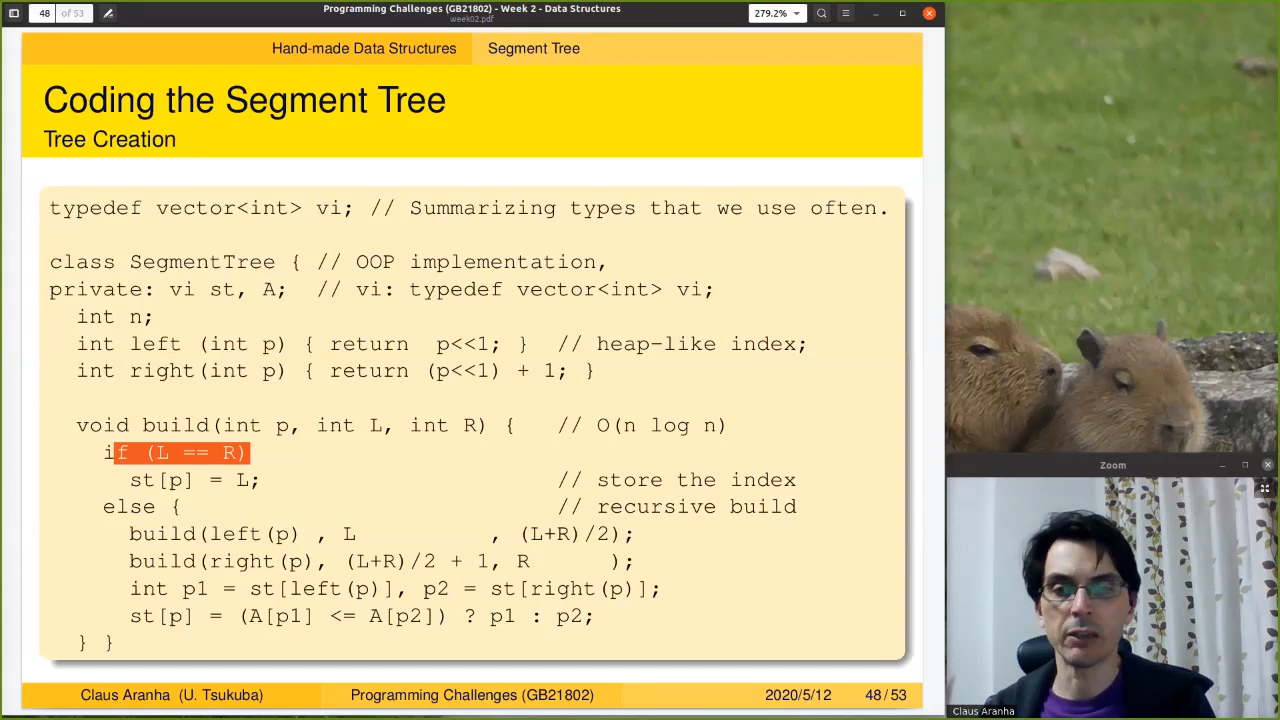 48 of 53
Programming Challenges (GB21802) - Week 2 - Data Structures
week02.pdf
279.2%
Hand-made Data Structures
Segment Tree
Coding the Segment Tree
Tree Creation
typedef vector<int> vi; // Summarizing types that we use often.
class SegmentTree { // OOP implementation,
private: vi st, A; // vi: typedef vector<int> vi;
int n;
int left (int p) { return p<<1; } // heap-like index;
int right(int p) { return (p<<1) + 1; }
void build(int p, int L, int R) { // O(n log n)
if (L == R)
st[p] = L; // store the index
else { // recursive build
build(left(p) , L , (L+R)/2);
build(right(p), (L+R)/2 + 1, R );
int p1 = st[left(p)], p2 = st[right(p)];
st[p] = (A[p1] <= A[p2]) ? p1 : p2;
} }
Claus Aranha (U. Tsukuba)
Programming Challenges (GB21802)
2020/5/12
48 / 53
Zoom
Claus Aranha